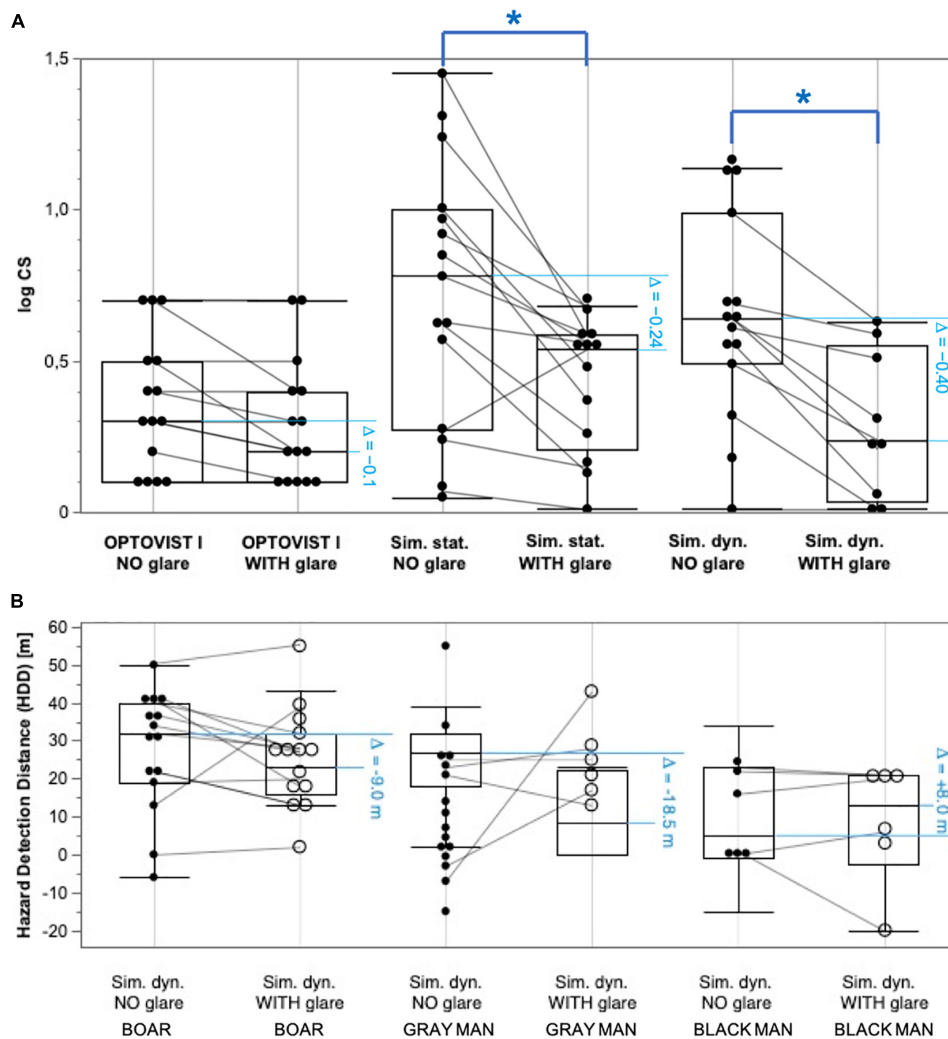 A
*
*
1,5
1,0
0,5
0
log CS
Δ = −0.1
Δ = −0.24
Δ = −0.40
OPTOVIST I
NO glare
OPTOVIST I
WITH glare
Sim. stat.
NO glare
Sim. stat.
WITH glare
Sim. dyn.
NO glare
Sim. dyn.
WITH glare
B
60
50
40
30
20
10
0
-10
-20
Hazard Detection Distance (HDD) [m]
Δ = -9.0 m
Δ = -18.5 m
Δ = +8.0 m
Sim. dyn.
NO glare
BOAR
Sim. dyn.
WITH glare
BOAR
Sim. dyn.
NO glare
GRAY MAN
Sim. dyn.
WITH glare
GRAY MAN
Sim. dyn.
NO glare
BLACK MAN
Sim. dyn.
WITH glare
BLACK MAN